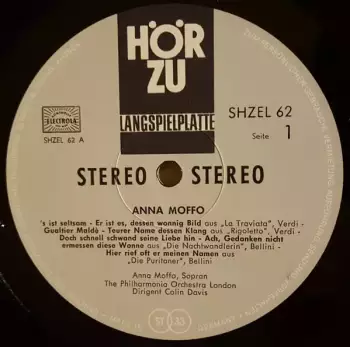 HÖR
ZU
LANGSPIELPLATTE
ELECTROLA
SHZEL 62 A
SHZEL 62
Seite 1
STEREO STEREO
ANNA MOFFO
's ist seltsam - Er ist es, dessen wonnig Bild aus „La Traviata", Verdi -
Gualtier Maldè - Teurer Name dessen Klang aus „Rigoletto", Verdi -
Doch schnell schwand seine Liebe hin - Ach, Gedanken nicht
ermessen diese Wonne aus „Die Nachtwandlerin", Bellini -
Hier rief oft er meinen Namen aus
„Die Puritaner", Bellini
Anna Moffo, Sopran
The Philharmonia Orchestra London
Dirigent Colin Davis
ST 33